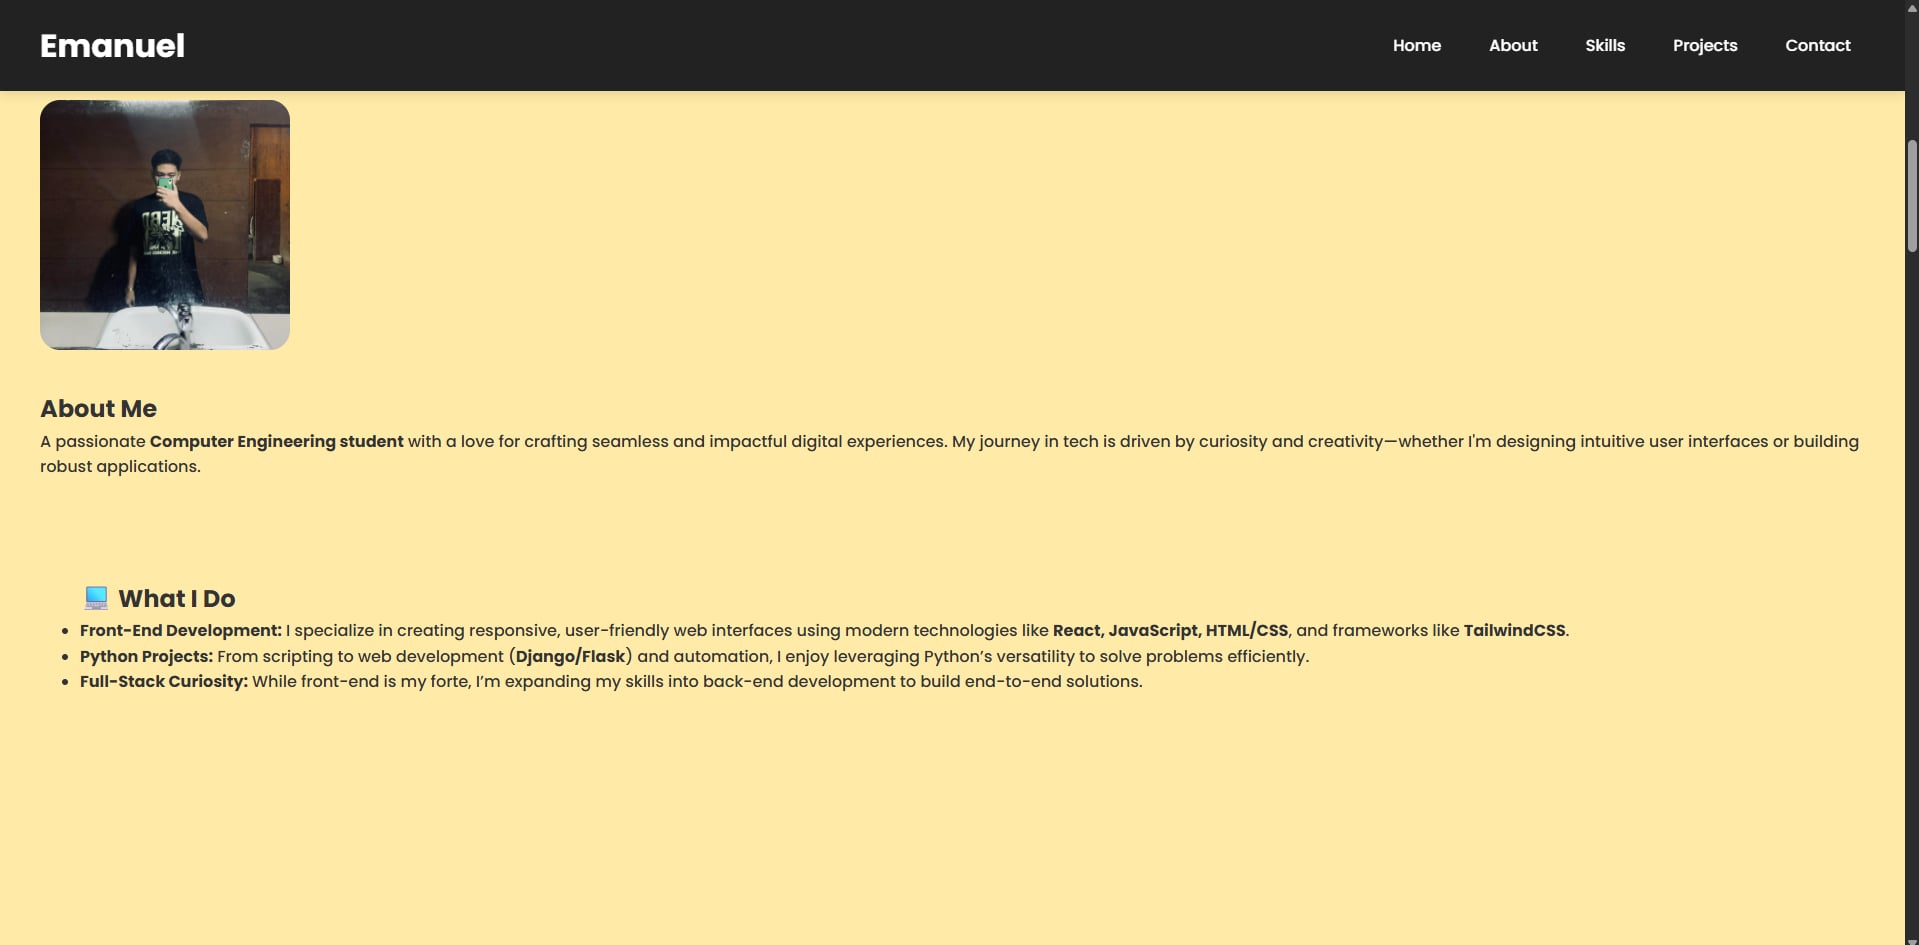 Emanuel
Home About Skills Projects Contact
About Me
A passionate Computer Engineering student with a love for crafting seamless and impactful digital experiences. My journey in tech is driven by curiosity and creativity—whether I'm designing intuitive user interfaces or building
robust applications.
What I Do
Front-End Development: I specialize in creating responsive, user-friendly web interfaces using modern technologies like React, JavaScript, HTML/CSS, and frameworks like TailwindCSS.
Python Projects: From scripting to web development (Django/Flask) and automation, I enjoy leveraging Python’s versatility to solve problems efficiently.
Full-Stack Curiosity: While front-end is my forte, I’m expanding my skills into back-end development to build end-to-end solutions.